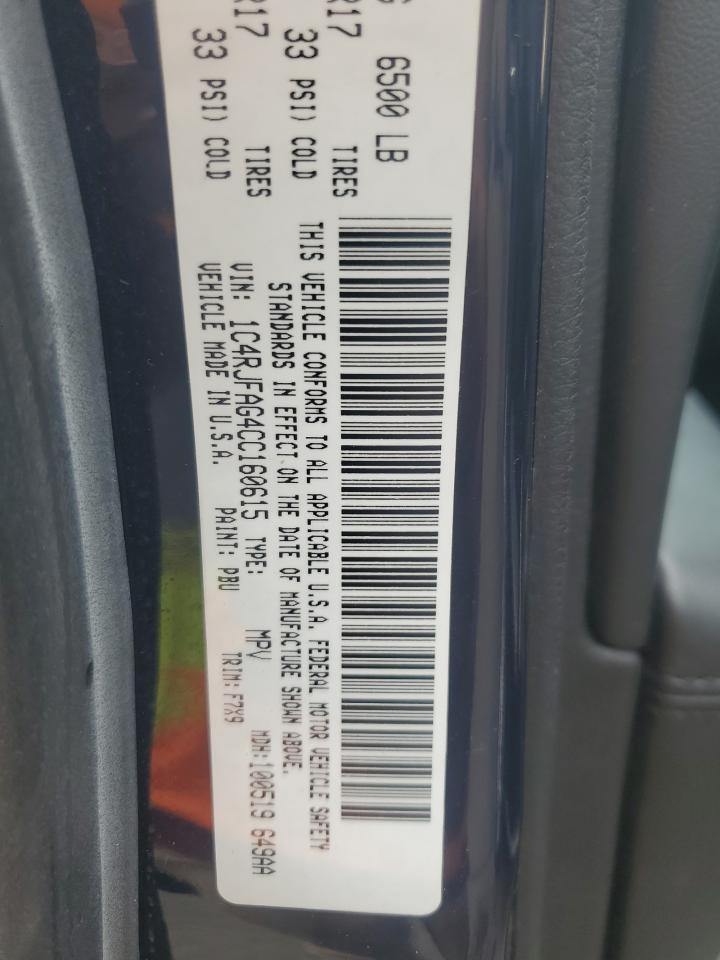 6500 LB
R17 TIRES
33 PSI) COLD
R17 TIRES
33 PSI) COLD
THIS VEHICLE CONFORMS TO ALL APPLICABLE U.S.A. FEDERAL MOTOR VEHICLE SAFETY
STANDARDS IN EFFECT ON THE DATE OF MANUFACTURE SHOWN ABOVE.
VIN: 1C4RJFAG4CC160615 TYPE: MPV MDH:100519 649AA
VEHICLE MADE IN U.S.A. PAINT: PBU TRIM: F7X9